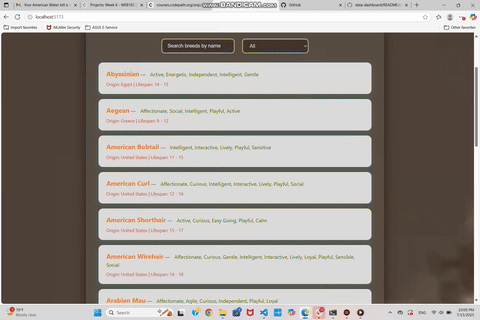 Your American Water bill is
Projects: Week 6 - WEB102
courses.codepath.org/snip
WWW.BANDICAM.COM
GitHub
data-dashboard/README.m
localhost:5173
Import favorites
McAfee Security
ASUS E-Service
Other favorites
Search breeds by name
All
Abyssinian — Active, Energetic, Independent, Intelligent, Gentle
Origin: Egypt | Lifespan: 14 - 15
Aegean — Affectionate, Social, Intelligent, Playful, Active
Origin: Greece | Lifespan: 9 - 12
American Bobtail — Intelligent, Interactive, Lively, Playful, Sensitive
Origin: United States | Lifespan: 11 - 15
American Curl — Affectionate, Curious, Intelligent, Interactive, Lively, Playful, Social
Origin: United States | Lifespan: 12 - 16
American Shorthair — Active, Curious, Easy Going, Playful, Calm
Origin: United States | Lifespan: 15 - 17
American Wirehair — Affectionate, Curious, Gentle, Intelligent, Interactive, Lively, Loyal, Playful, Sensible,
Social
Origin: United States | Lifespan: 14 - 18
Arabian Mau — Affectionate, Agile, Curious, Independent, Playful, Loyal
Mostly clear
Search
ENG
10:09 PM